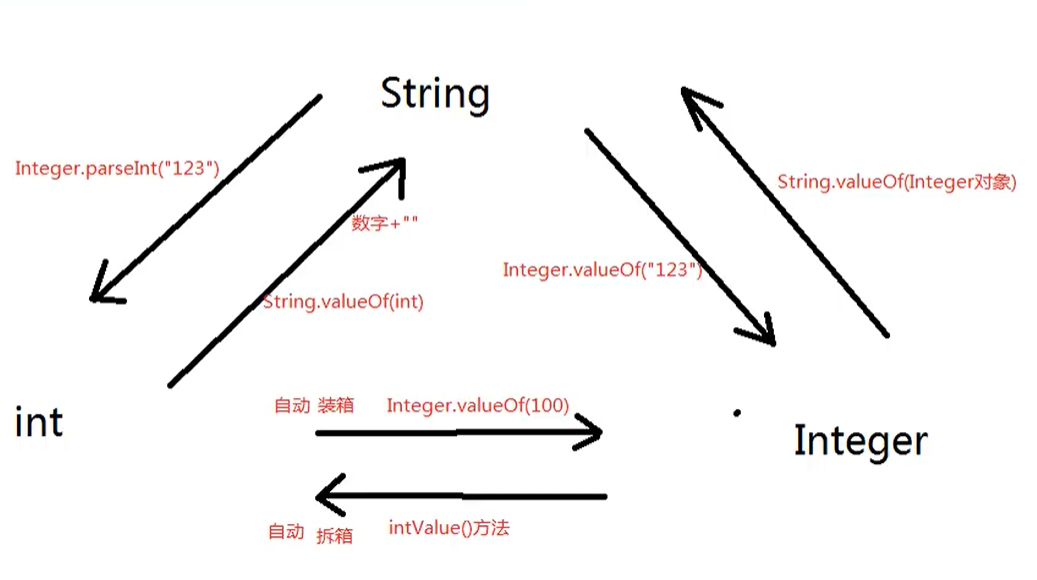 String
Integer.parseInt("123")
String.valueOf(Integer对象)
数字+""
Integer.valueOf("123")
String.valueOf(int)
自动 装箱 Integer.valueOf(100)
int
Integer
自动 拆箱 intValue()方法